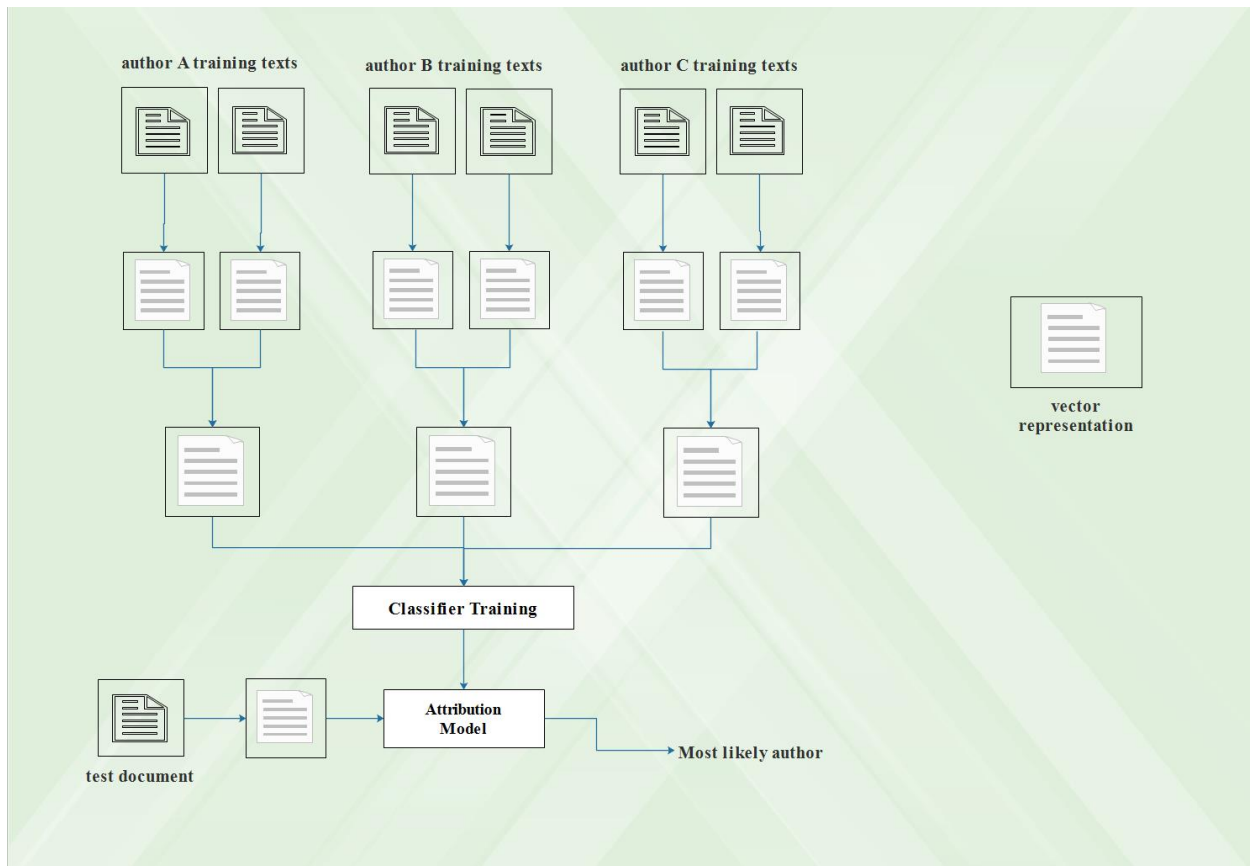 author A training texts
author B training texts
author C training texts
vector
representation
Classifier Training
Attribution
Model
Most likely author
test document